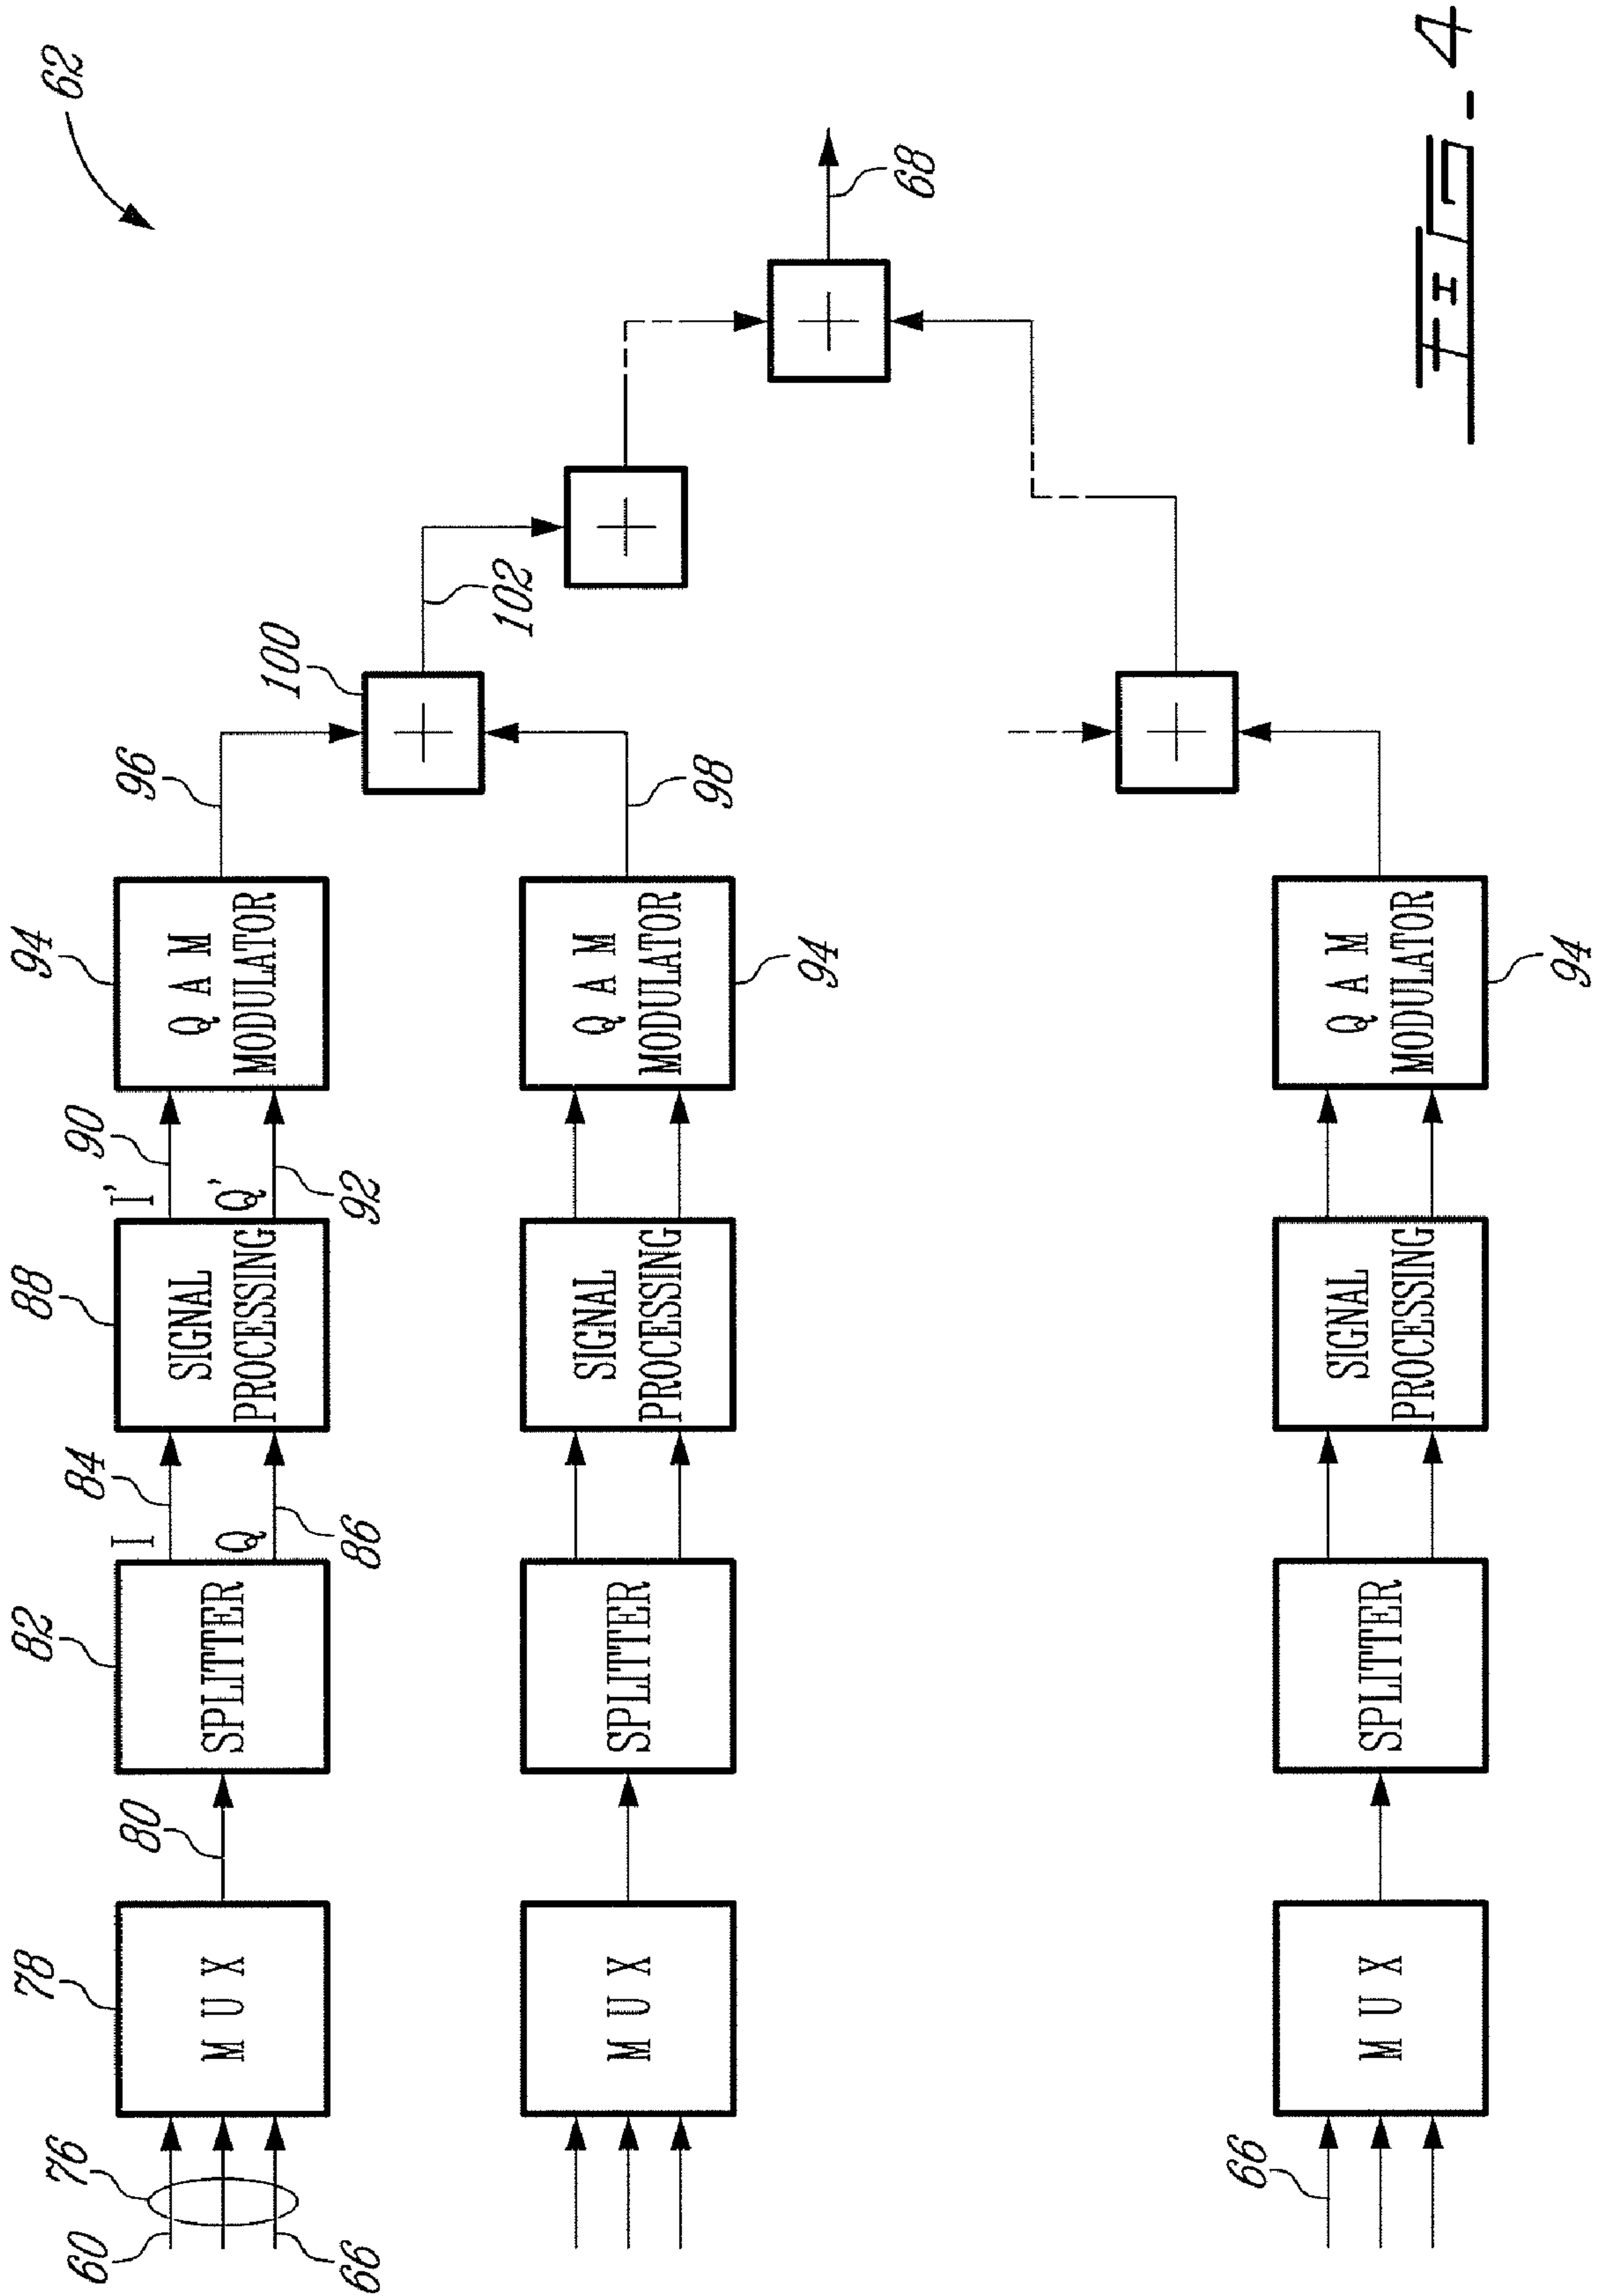 62
94
88
82
78
I'
90
I
84
80
76
60
66
Q'
92
Q
86
MUX
SPLITTER
SIGNAL
PROCESSING
QAM
MODULATOR
96
100
98
102
68
MUX
SPLITTER
SIGNAL
PROCESSING
QAM
MODULATOR
94
66
MUX
SPLITTER
SIGNAL
PROCESSING
QAM
MODULATOR
94
FIG. 4